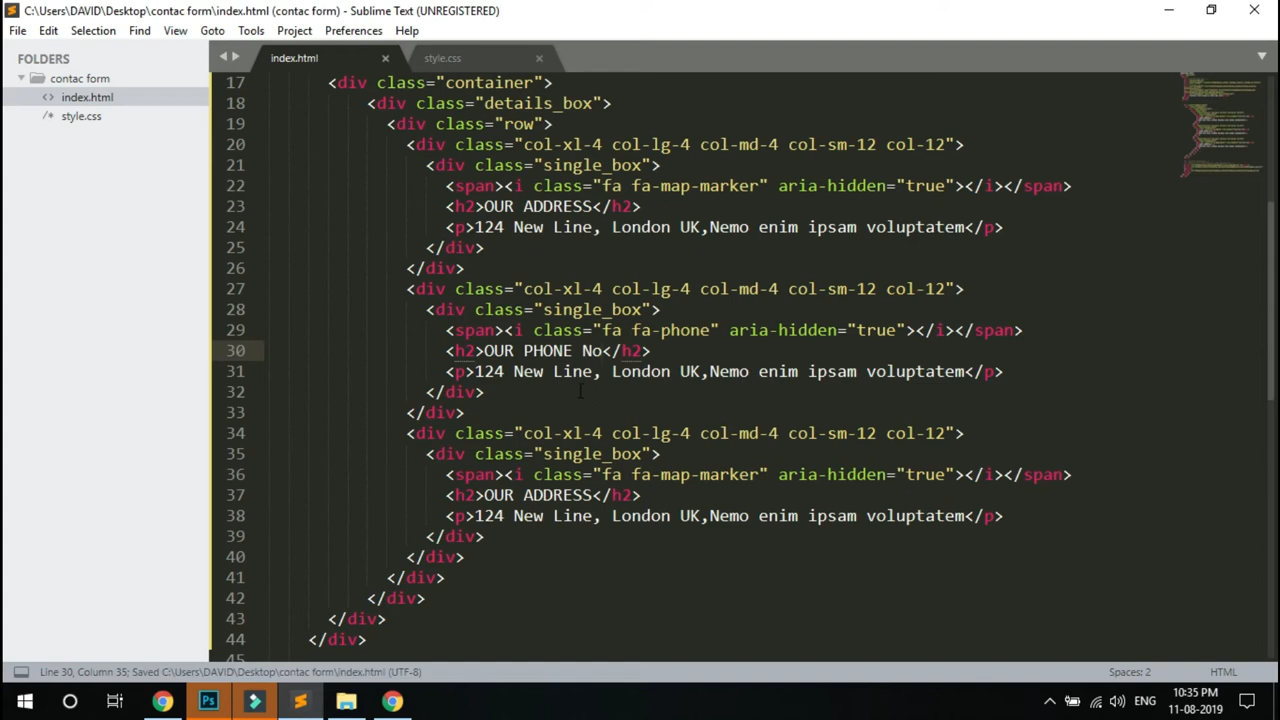 C:\Users\DAVID\Desktop\contac form\index.html (contac form) - Sublime Text (UNREGISTERED)
File Edit Selection Find View Goto Tools Project Preferences Help
FOLDERS
contac form
index.html
style.css
index.html style.css
17 <div class="container">
18 <div class="details_box">
19 <div class="row">
20 <div class="col-xl-4 col-lg-4 col-md-4 col-sm-12 col-12">
21 <div class="single_box">
22 <span><i class="fa fa-map-marker" aria-hidden="true"></i></span>
23 <h2>OUR ADDRESS</h2>
24 <p>124 New Line, London UK,Nemo enim ipsam voluptatem</p>
25 </div>
26 </div>
27 <div class="col-xl-4 col-lg-4 col-md-4 col-sm-12 col-12">
28 <div class="single_box">
29 <span><i class="fa fa-phone" aria-hidden="true"></i></span>
30 <h2>OUR PHONE No</h2>
31 <p>124 New Line, London UK,Nemo enim ipsam voluptatem</p>
32 </div>
33 </div>
34 <div class="col-xl-4 col-lg-4 col-md-4 col-sm-12 col-12">
35 <div class="single_box">
36 <span><i class="fa fa-map-marker" aria-hidden="true"></i></span>
37 <h2>OUR ADDRESS</h2>
38 <p>124 New Line, London UK,Nemo enim ipsam voluptatem</p>
39 </div>
40 </div>
41 </div>
42 </div>
43 </div>
44 </div>
45
Line 30, Column 35; Saved C:\Users\DAVID\Desktop\contac form\index.html (UTF-8) Spaces: 2 HTML
Ps
ENG
10:35 PM
11-08-2019